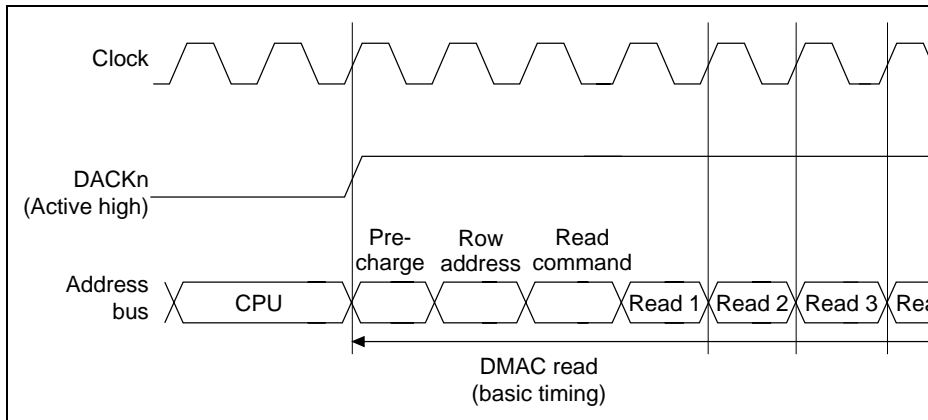 Clock
DACKn
(Active high)
Pre-
charge
Row
address
Read
command
Address
bus
CPU
Read 1
Read 2
Read 3
DMAC read
(basic timing)